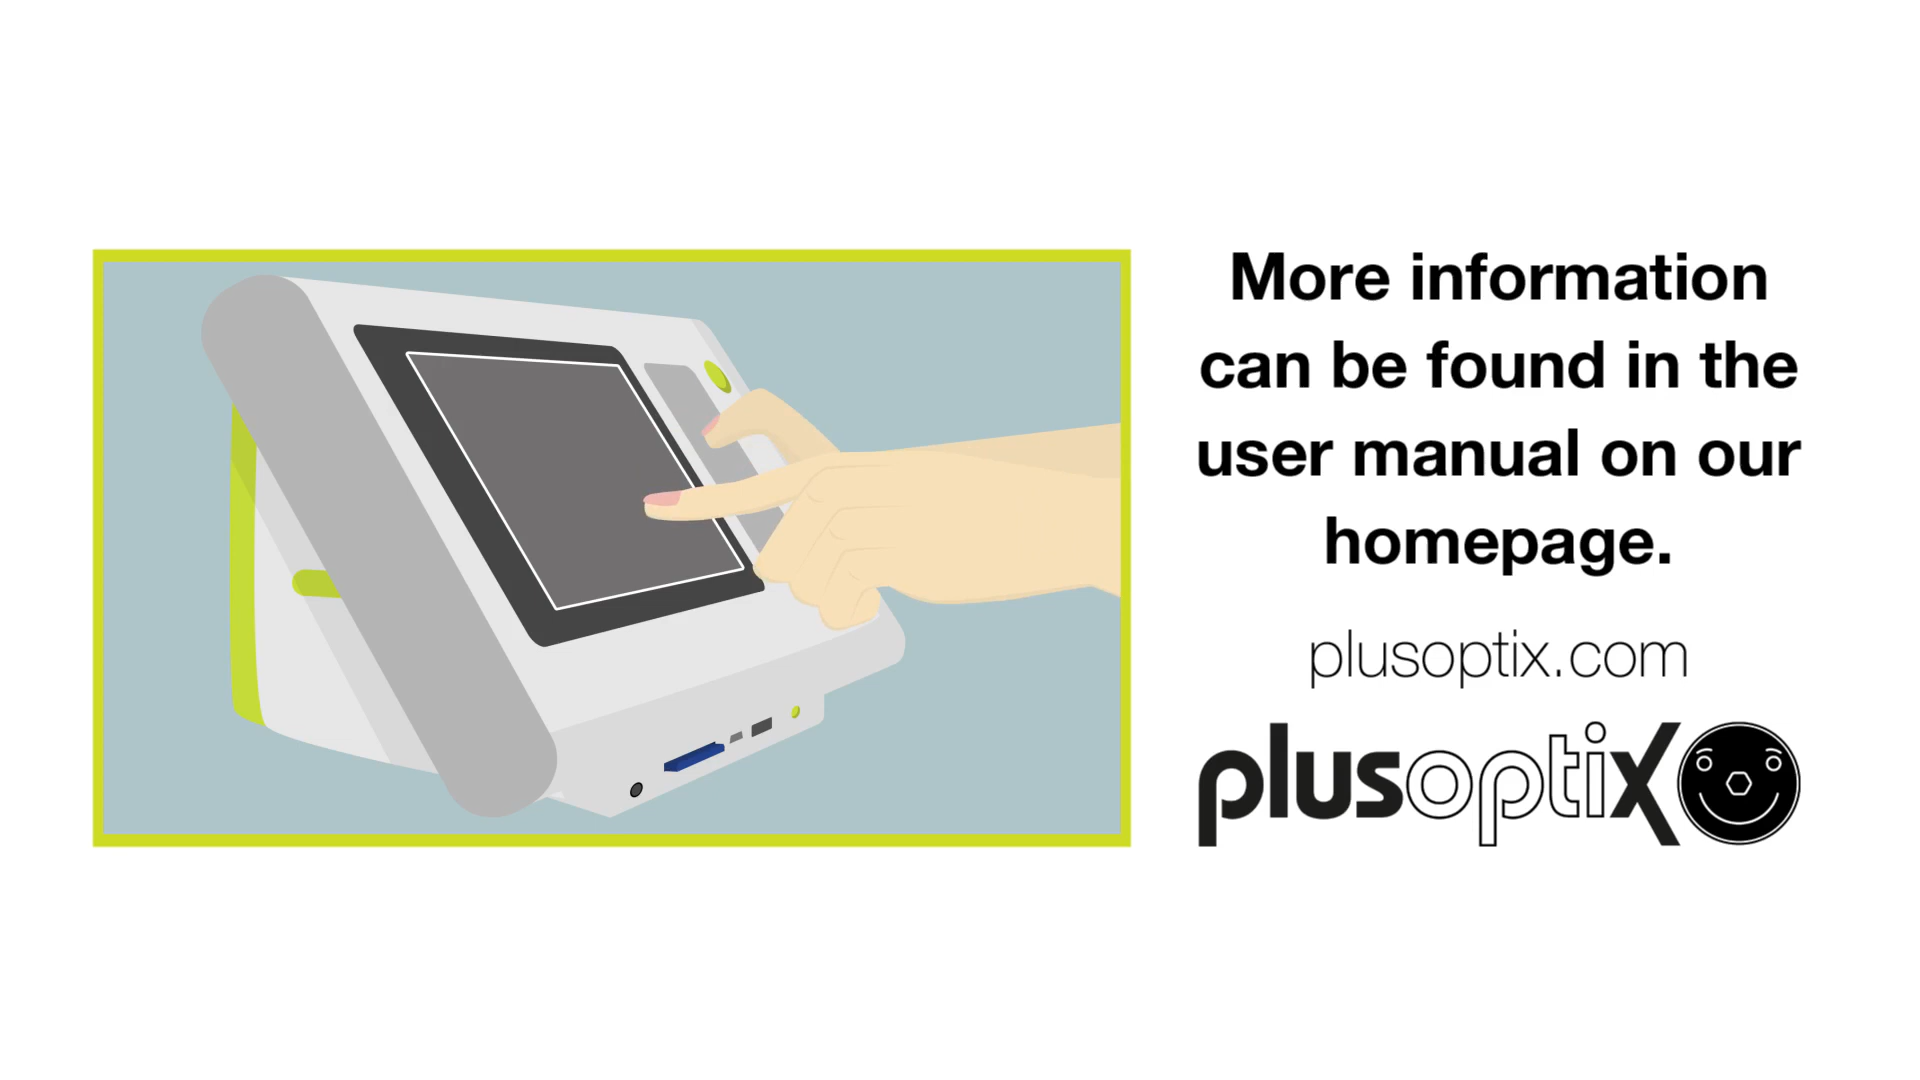 More information
can be found in the
user manual on our
homepage.
plusoptix.com
plusoptix